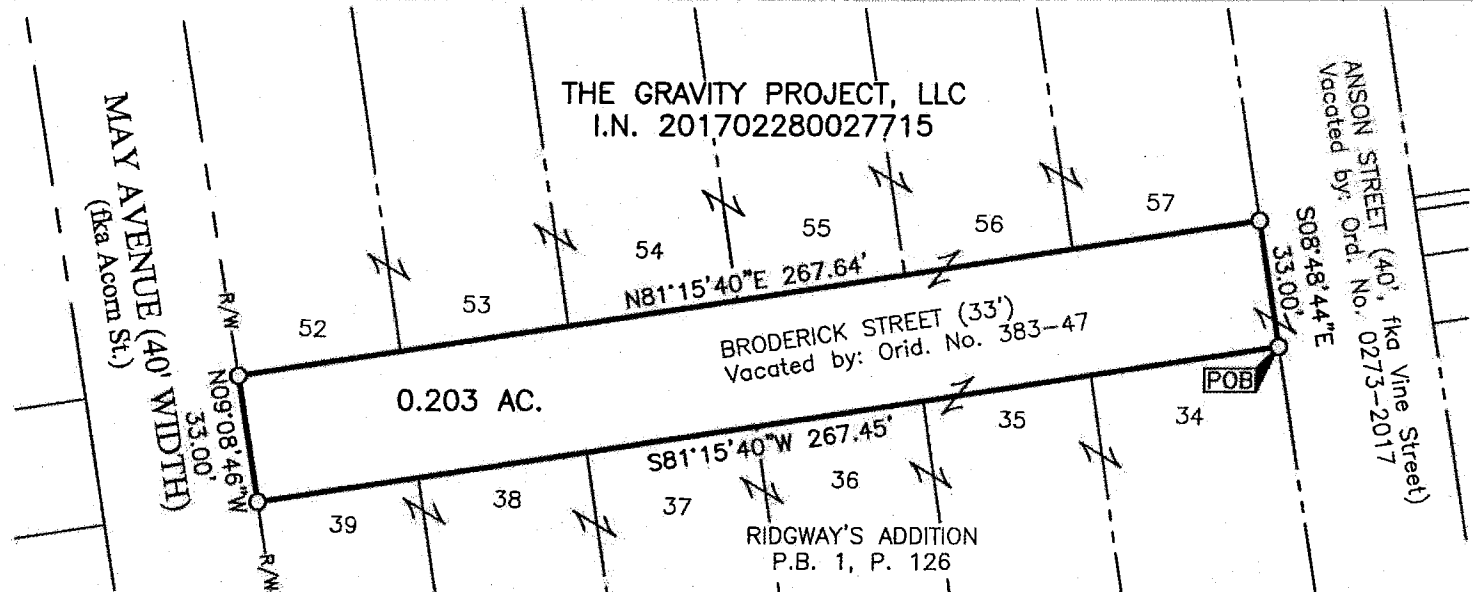 THE GRAVITY PROJECT, LLC
I.N. 201702280027715
MAY AVENUE (40' WIDTH)
(fka Acorn St.)
ANSON STREET (40', fka Vine Street)
Vacated by: Ord. No. 0273-2017
R/W
52
53
54
55
56
57
N81°15'40"E 267.64'
S08°48'44"E
33.00'
BRODERICK STREET (33')
Vacated by: Orid. No. 383-47
0.203 AC.
N09°08'46"W
33.00'
POB
S81°15'40"W 267.45'
39
38
37
36
35
34
R/W
RIDGWAY'S ADDITION
P.B. 1, P. 126